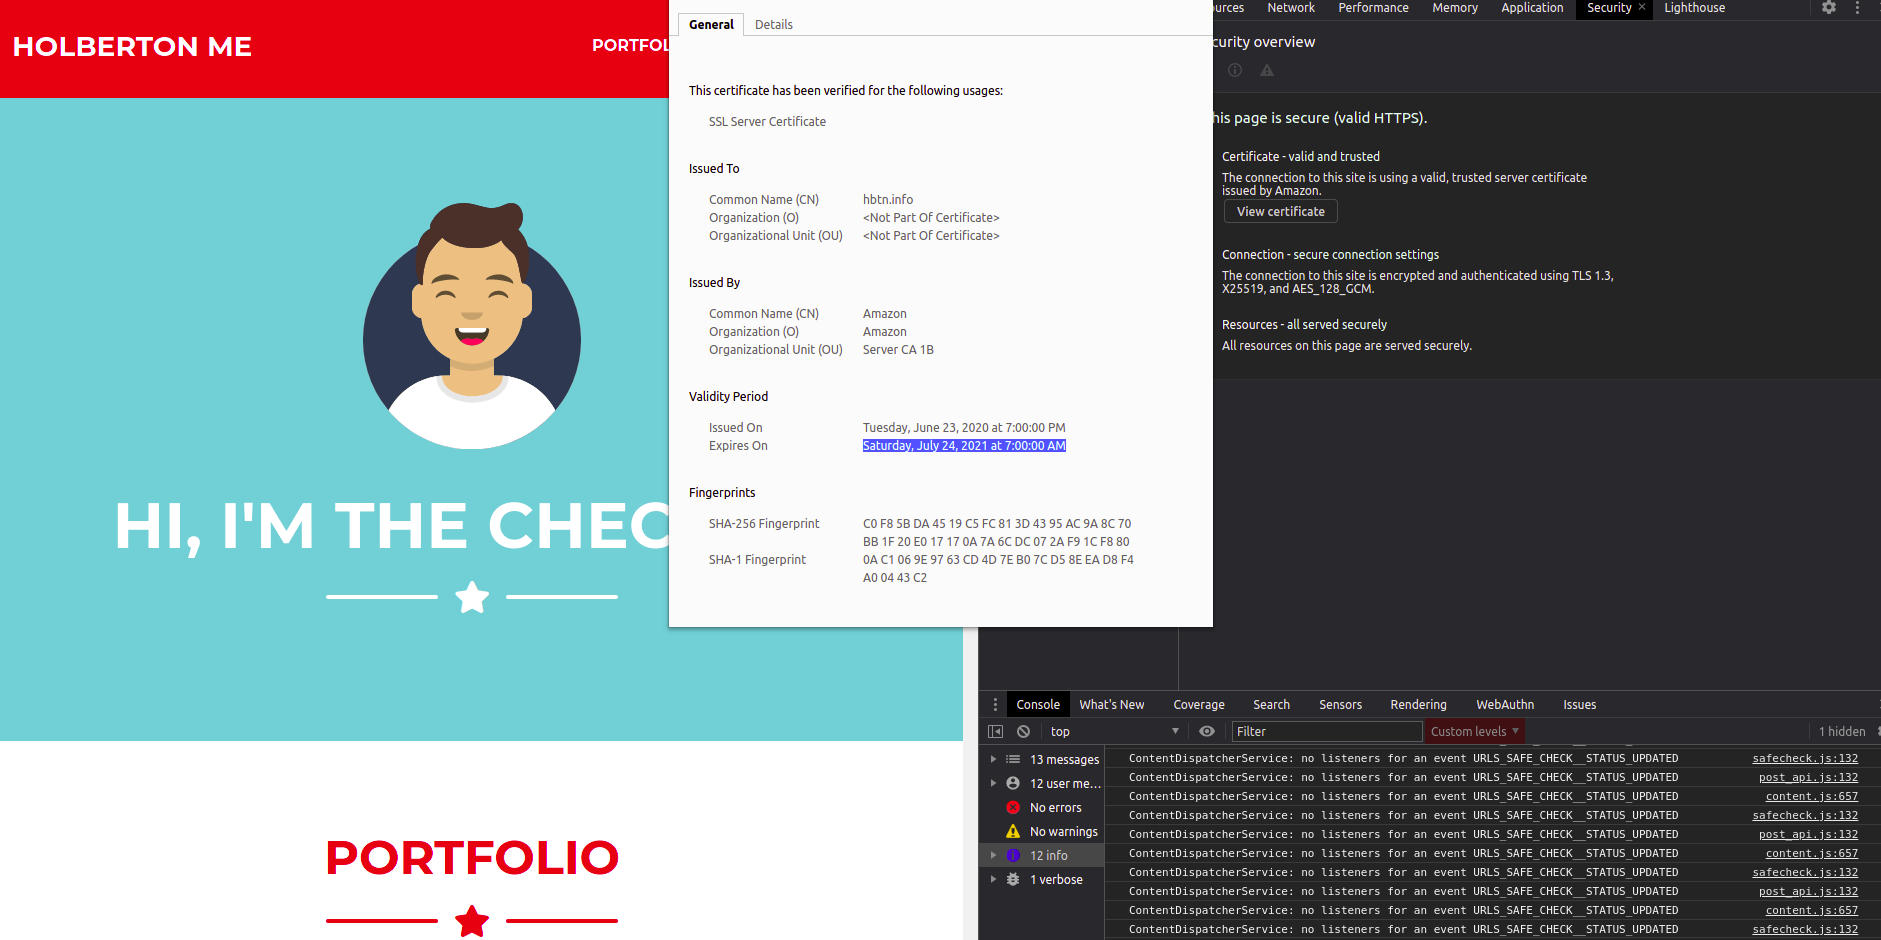 HOLBERTON ME
General
Details
This certificate has been verified for the following usages:
SSL Server Certificate
Issued To
Common Name (CN) hbtn.info
Organization (O) <Not Part Of Certificate>
Organizational Unit (OU) <Not Part Of Certificate>
Issued By
Common Name (CN) Amazon
Organization (O) Amazon
Organizational Unit (OU) Server CA 1B
Validity Period
Issued On Tuesday, June 23, 2020 at 7:00:00 PM
Expires On Saturday, July 24, 2021 at 7:00:00 AM
Fingerprints
SHA-256 Fingerprint C0 F8 5B DA 45 19 C5 FC 81 3D 43 95 AC 9A 8C 70
BB 1F 20 E0 17 17 0A 7A 6C DC 07 2A F9 1C F8 80
SHA-1 Fingerprint 0A C1 06 9E 97 63 CD 4D 7E B0 7C D5 8E EA D8 F4
A0 04 43 C2
HI, I'M THE
PORTFOLIO
Network Performance Memory Application Security Lighthouse
overview
page is secure (valid HTTPS).
Certificate - valid and trusted
The connection to this site is using a valid, trusted server certificate
issued by Amazon.
View certificate
Connection - secure connection settings
The connection to this site is encrypted and authenticated using TLS 1.3,
X25519, and AES_128_GCM.
Resources - all served securely
All resources on this page are served securely.
Console What's New Coverage Search Sensors Rendering WebAuthn Issues
top Filter Custom levels 1 hidden
13 messages
12 user me...
No errors
No warnings
12 info
1 verbose
ContentDispatcherService: no listeners for an event URLS_SAFE_CHECK__STATUS_UPDATED safecheck.js:132
ContentDispatcherService: no listeners for an event URLS_SAFE_CHECK__STATUS_UPDATED post_api.js:132
ContentDispatcherService: no listeners for an event URLS_SAFE_CHECK__STATUS_UPDATED content.js:657
ContentDispatcherService: no listeners for an event URLS_SAFE_CHECK__STATUS_UPDATED safecheck.js:132
ContentDispatcherService: no listeners for an event URLS_SAFE_CHECK__STATUS_UPDATED post_api.js:132
ContentDispatcherService: no listeners for an event URLS_SAFE_CHECK__STATUS_UPDATED content.js:657
ContentDispatcherService: no listeners for an event URLS_SAFE_CHECK__STATUS_UPDATED safecheck.js:132
ContentDispatcherService: no listeners for an event URLS_SAFE_CHECK__STATUS_UPDATED post_api.js:132
ContentDispatcherService: no listeners for an event URLS_SAFE_CHECK__STATUS_UPDATED content.js:657
ContentDispatcherService: no listeners for an event URLS_SAFE_CHECK__STATUS_UPDATED safecheck.js:132